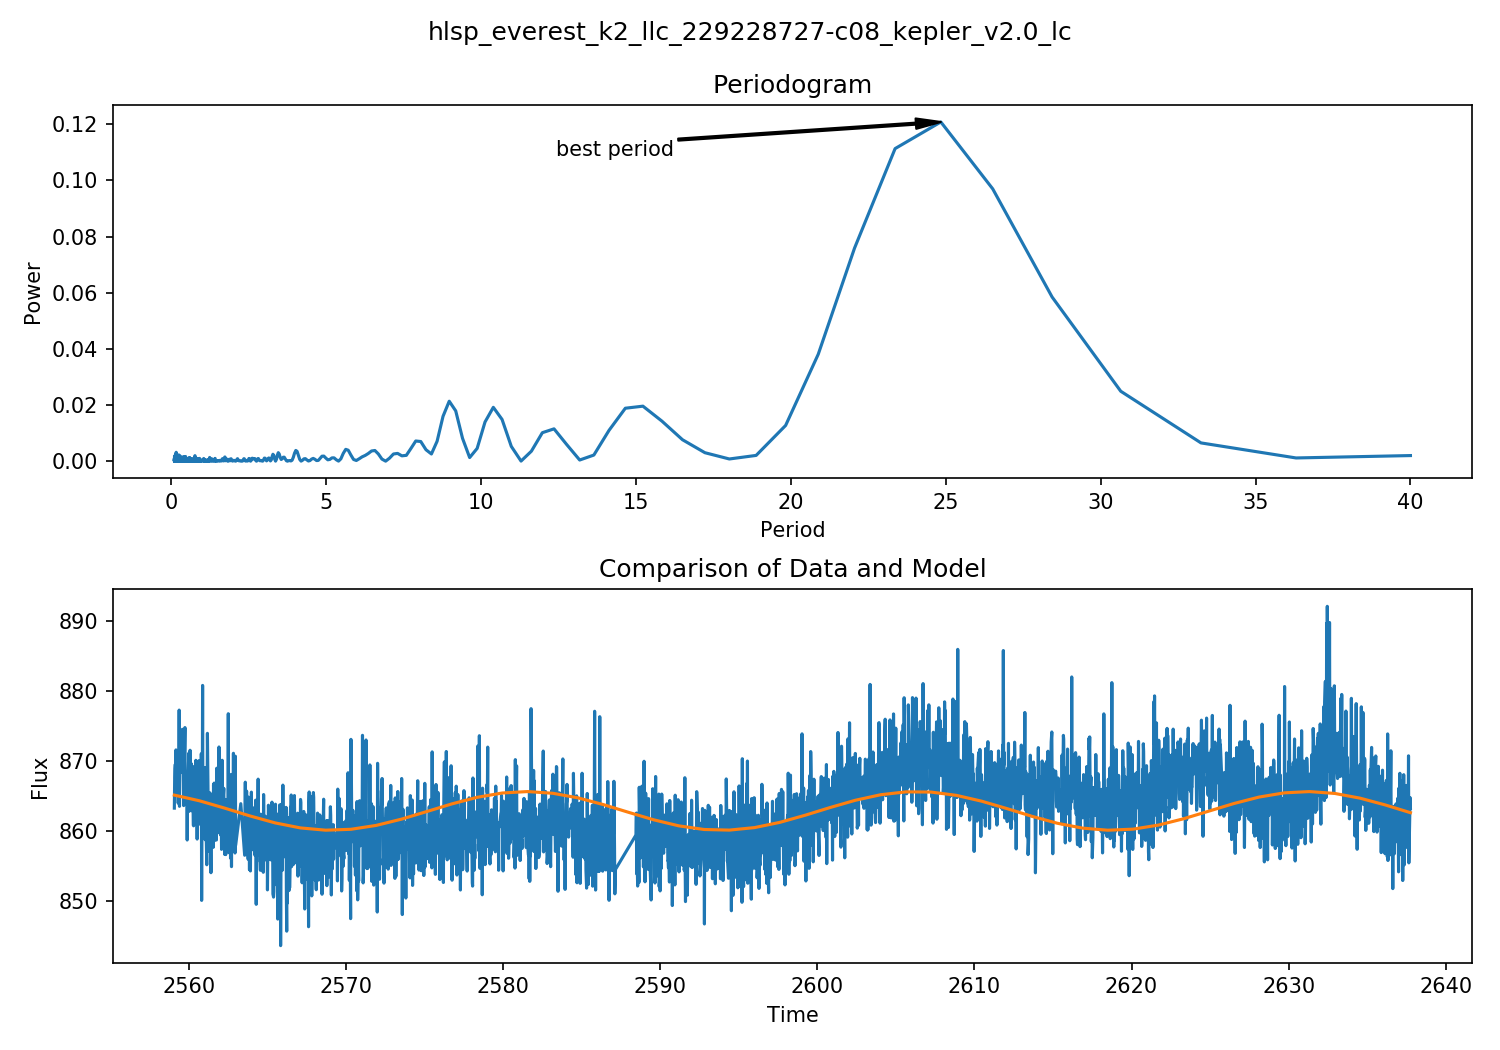 hlsp_everest_k2_llc_229228727-c08_kepler_v2.0_lc
Periodogram
0.12
0.10
0.08
0.06
0.04
0.02
0.00
Power
best period
0 5 10 15 20 25 30 35 40
Period
Comparison of Data and Model
890
880
870
860
850
Flux
2560 2570 2580 2590 2600 2610 2620 2630 2640
Time